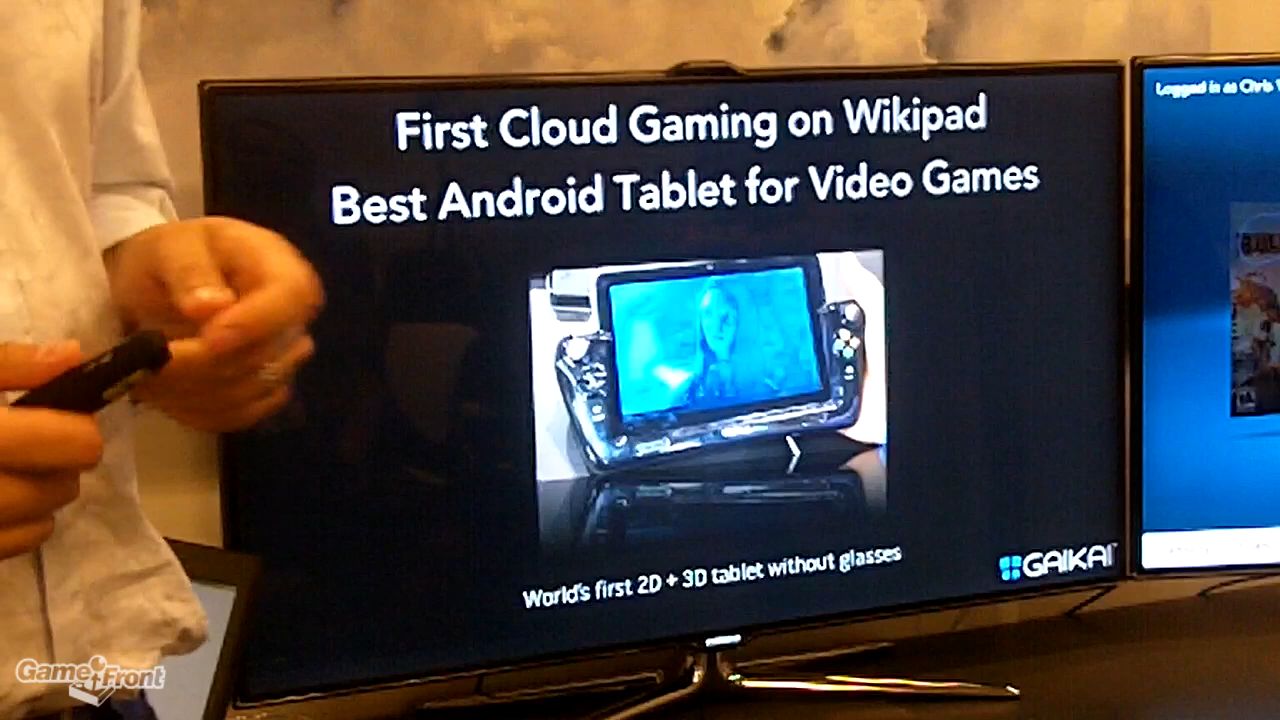 First Cloud Gaming on Wikipad
Best Android Tablet for Video Games
World's first 2D + 3D tablet without glasses
GAIKAI
Logged in as Chris
GameFront